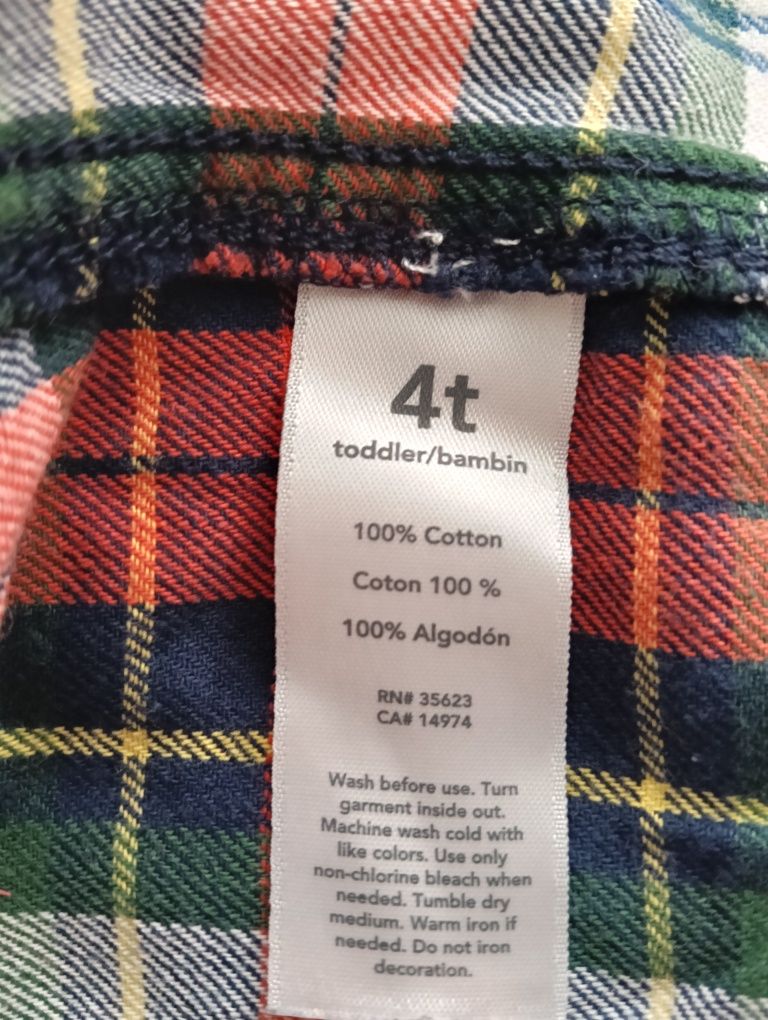 4t
toddler/bambin
100% Cotton
Coton 100 %
100% Algodón
RN# 35623
CA# 14974
Wash before use. Turn
garment inside out.
Machine wash cold with
like colors. Use only
non-chlorine bleach when
needed. Tumble dry
medium. Warm iron if
needed. Do not iron
decoration.